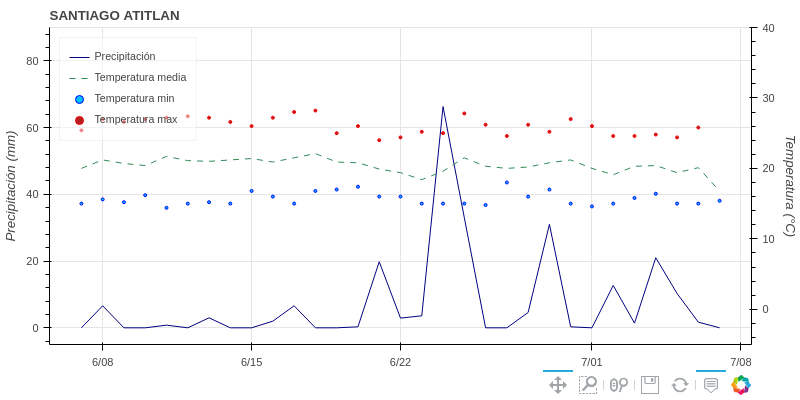 SANTIAGO ATITLAN
Precipitación
Temperatura media
Temperatura min
Temperatura max
Precipitación (mm)
80
60
40
20
0
40
30
20
10
0
Temperatura (°C)
6/08
6/15
6/22
7/01
7/08